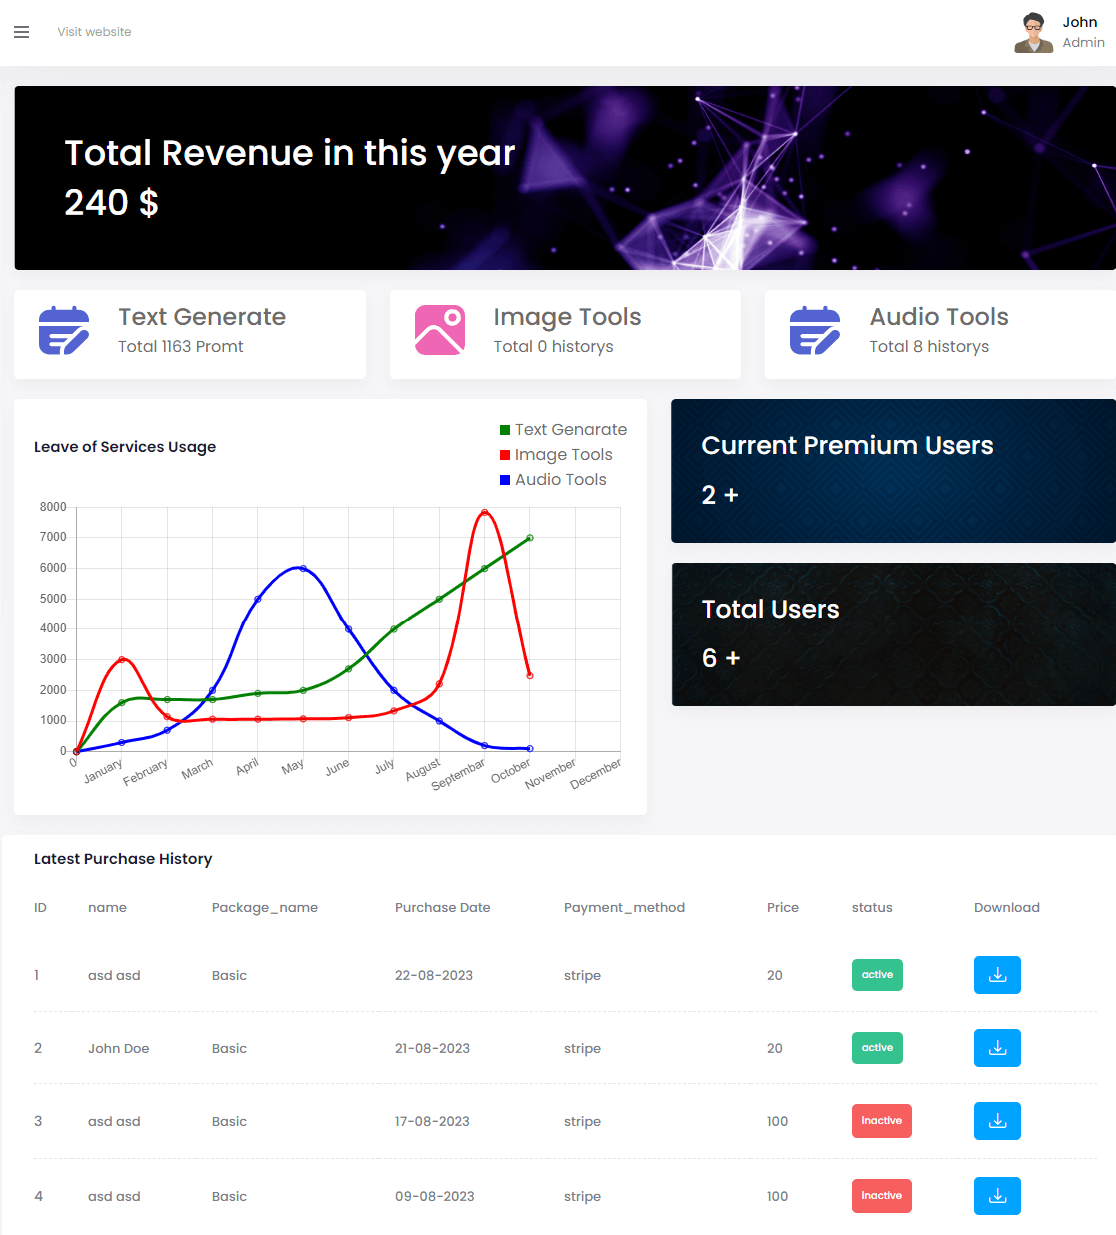 Visit website
John
Admin
Total Revenue in this year
240 $
Text Generate
Total 1163 Promt
Image Tools
Total 0 historys
Audio Tools
Total 8 historys
Leave of Services Usage
Text Genarate
Image Tools
Audio Tools
8000
7000
6000
5000
4000
3000
2000
1000
0
0 January February March April May June July August Septembar October November December
Current Premium Users
2 +
Total Users
6 +
Latest Purchase History
ID name Package_name Purchase Date Payment_method Price status Download
1 asd asd Basic 22-08-2023 stripe 20 active
2 John Doe Basic 21-08-2023 stripe 20 active
3 asd asd Basic 17-08-2023 stripe 100 inactive
4 asd asd Basic 09-08-2023 stripe 100 inactive